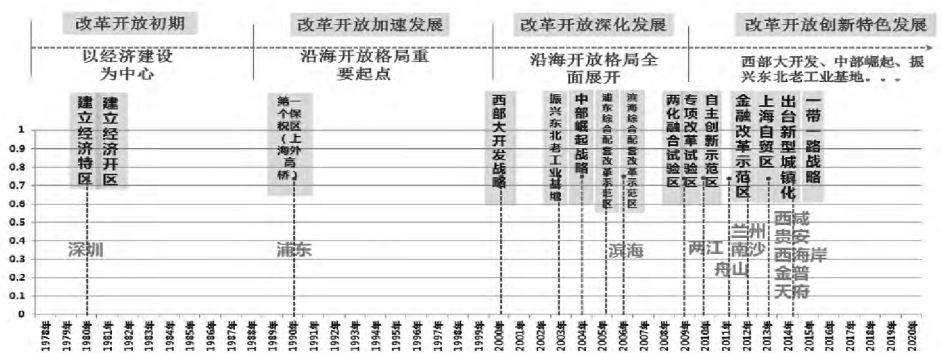 改革开放初期
改革开放加速发展
改革开放深化发展
改革开放创新特色发展
以经济建设
为中心
沿海开放格局重
要起点
沿海开放格局全
面展开
西部大开发、中部崛起、振
兴东北老工业基地...
建立经济特区
建立经济开区
第一个保税区(上海外高桥)
西部大开发战略
振兴东北老工业基地
中部崛起战略
浦东综合配套改革示范区
滨海综合配套改革示范区
两化融合试验区
专项改革试验区
自主创新示范区
金融改革示范区
上海自贸区
出台新型城镇化
一带一路战略
1
0.9
0.8
0.7
0.6
0.5
0.4
0.3
0.2
0.1
0
深圳
浦东
滨海
两江
舟山
兰州
南沙
西咸
贵安
西海岸
金普
天府
1978年
1979年
1980年
1981年
1982年
1983年
1984年
1985年
1986年
1987年
1988年
1989年
1990年
1991年
1992年
1993年
1994年
1995年
1996年
1997年
1998年
1999年
2000年
2001年
2002年
2003年
2004年
2005年
2006年
2007年
2008年
2009年
2010年
2011年
2012年
2013年
2014年
2015年
2016年
2017年
2018年
2019年
2020年